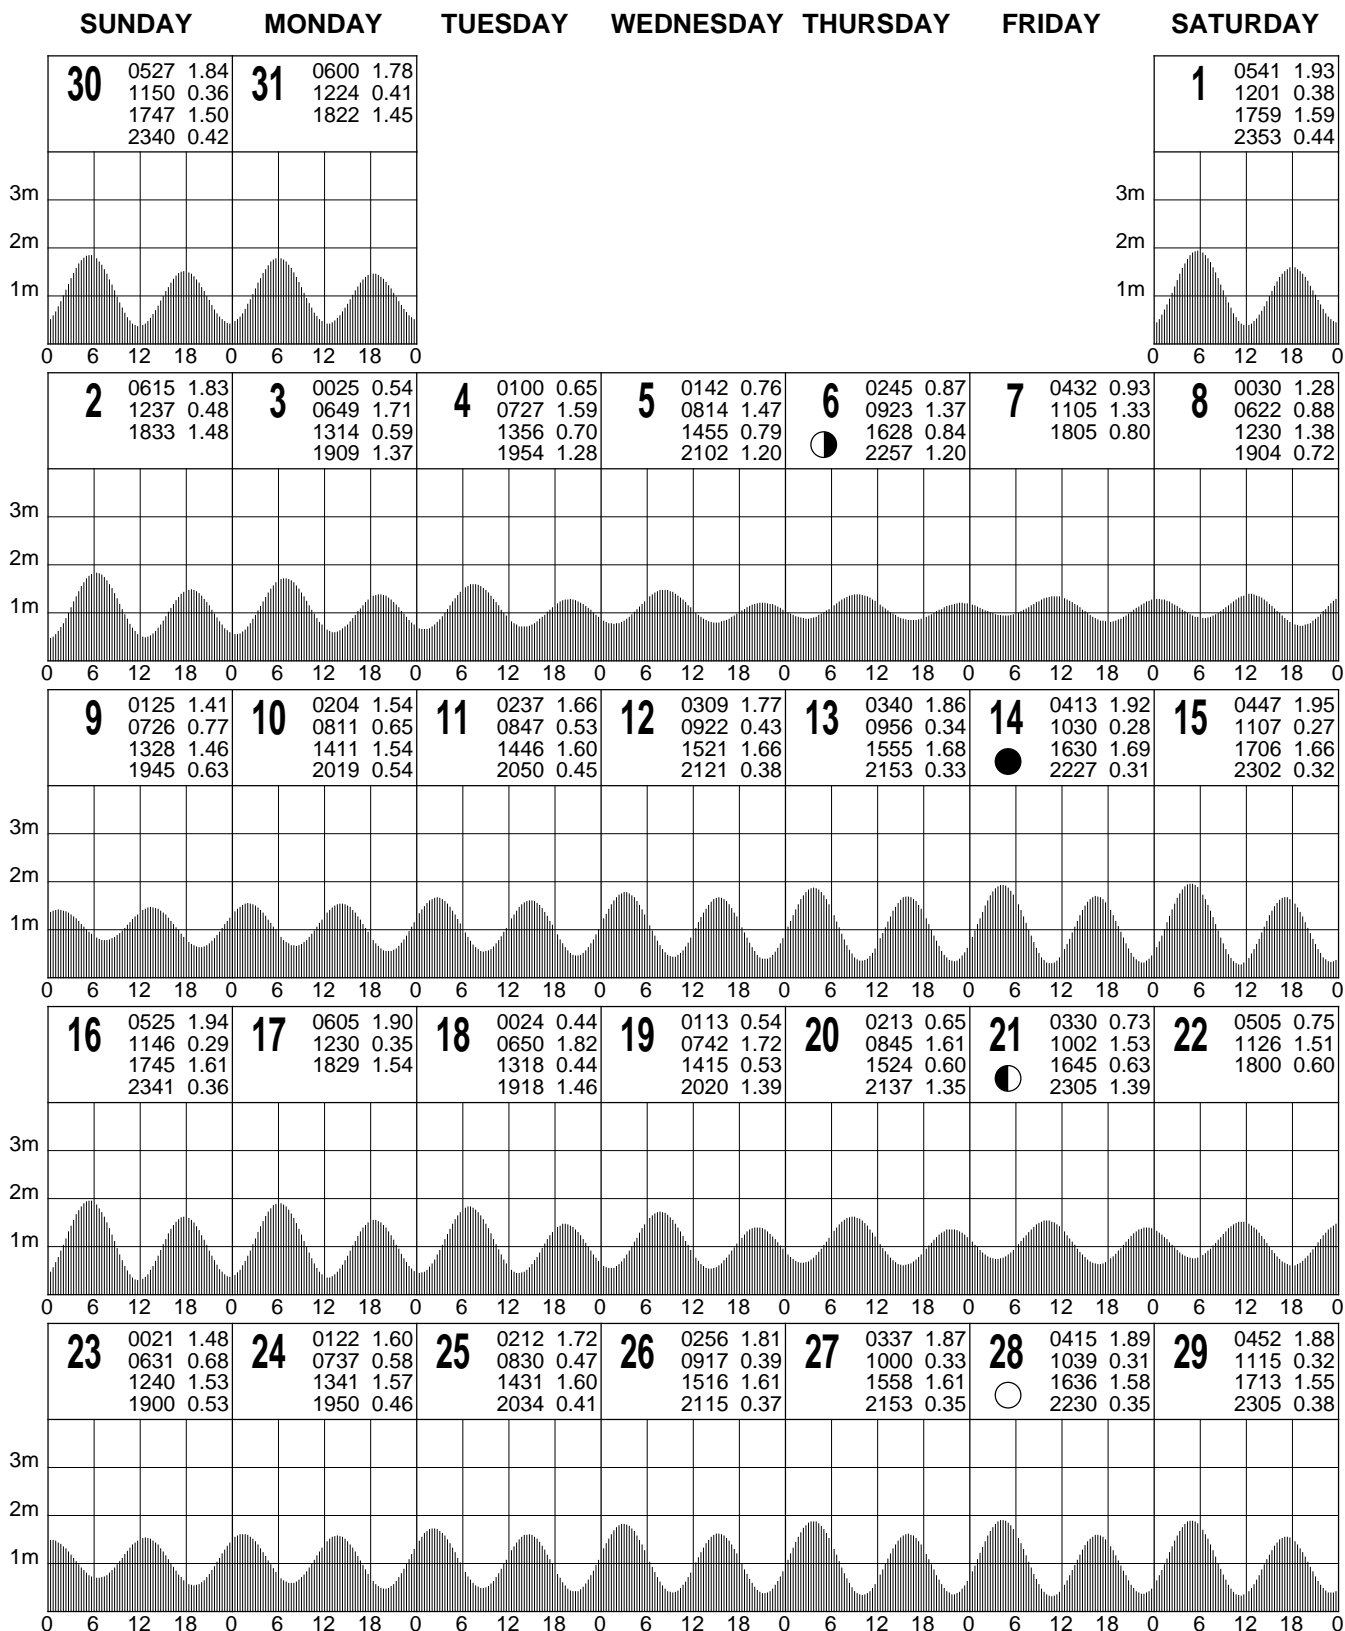 SUNDAY MONDAY TUESDAY WEDNESDAY THURSDAY FRIDAY SATURDAY
30 0527 1.84
1150 0.36
1747 1.50
2340 0.42
31 0600 1.78
1224 0.41
1822 1.45
1 0541 1.93
1201 0.38
1759 1.59
2353 0.44
3m 3m
2m 2m
1m 1m
0 6 12 18 0 6 12 18 0 0 6 12 18 0
2 0615 1.83
1237 0.48
1833 1.48
3 0025 0.54
0649 1.71
1314 0.59
1909 1.37
4 0100 0.65
0727 1.59
1356 0.70
1954 1.28
5 0142 0.76
0814 1.47
1455 0.79
2102 1.20
6 0245 0.87
0923 1.37
1628 0.84
2257 1.20
7 0432 0.93
1105 1.33
1805 0.80
8 0030 1.28
0622 0.88
1230 1.38
1904 0.72
3m
2m
1m
0 6 12 18 0 6 12 18 0 6 12 18 0 6 12 18 0 6 12 18 0 6 12 18 0 6 12 18 0
9 0125 1.41
0726 0.77
1328 1.46
1945 0.63
10 0204 1.54
0811 0.65
1411 1.54
2019 0.54
11 0237 1.66
0847 0.53
1446 1.60
2050 0.45
12 0309 1.77
0922 0.43
1521 1.66
2121 0.38
13 0340 1.86
0956 0.34
1555 1.68
2153 0.33
14 0413 1.92
1030 0.28
1630 1.69
2227 0.31
15 0447 1.95
1107 0.27
1706 1.66
2302 0.32
3m
2m
1m
0 6 12 18 0 6 12 18 0 6 12 18 0 6 12 18 0 6 12 18 0 6 12 18 0 6 12 18 0
16 0525 1.94
1146 0.29
1745 1.61
2341 0.36
17 0605 1.90
1230 0.35
1829 1.54
18 0024 0.44
0650 1.82
1318 0.44
1918 1.46
19 0113 0.54
0742 1.72
1415 0.53
2020 1.39
20 0213 0.65
0845 1.61
1524 0.60
2137 1.35
21 0330 0.73
1002 1.53
1645 0.63
2305 1.39
22 0505 0.75
1126 1.51
1800 0.60
3m
2m
1m
0 6 12 18 0 6 12 18 0 6 12 18 0 6 12 18 0 6 12 18 0 6 12 18 0 6 12 18 0
23 0021 1.48
0631 0.68
1240 1.53
1900 0.53
24 0122 1.60
0737 0.58
1341 1.57
1950 0.46
25 0212 1.72
0830 0.47
1431 1.60
2034 0.41
26 0256 1.81
0917 0.39
1516 1.61
2115 0.37
27 0337 1.87
1000 0.33
1558 1.61
2153 0.35
28 0415 1.89
1039 0.31
1636 1.58
2230 0.35
29 0452 1.88
1115 0.32
1713 1.55
2305 0.38
3m
2m
1m
0 6 12 18 0 6 12 18 0 6 12 18 0 6 12 18 0 6 12 18 0 6 12 18 0 6 12 18 0